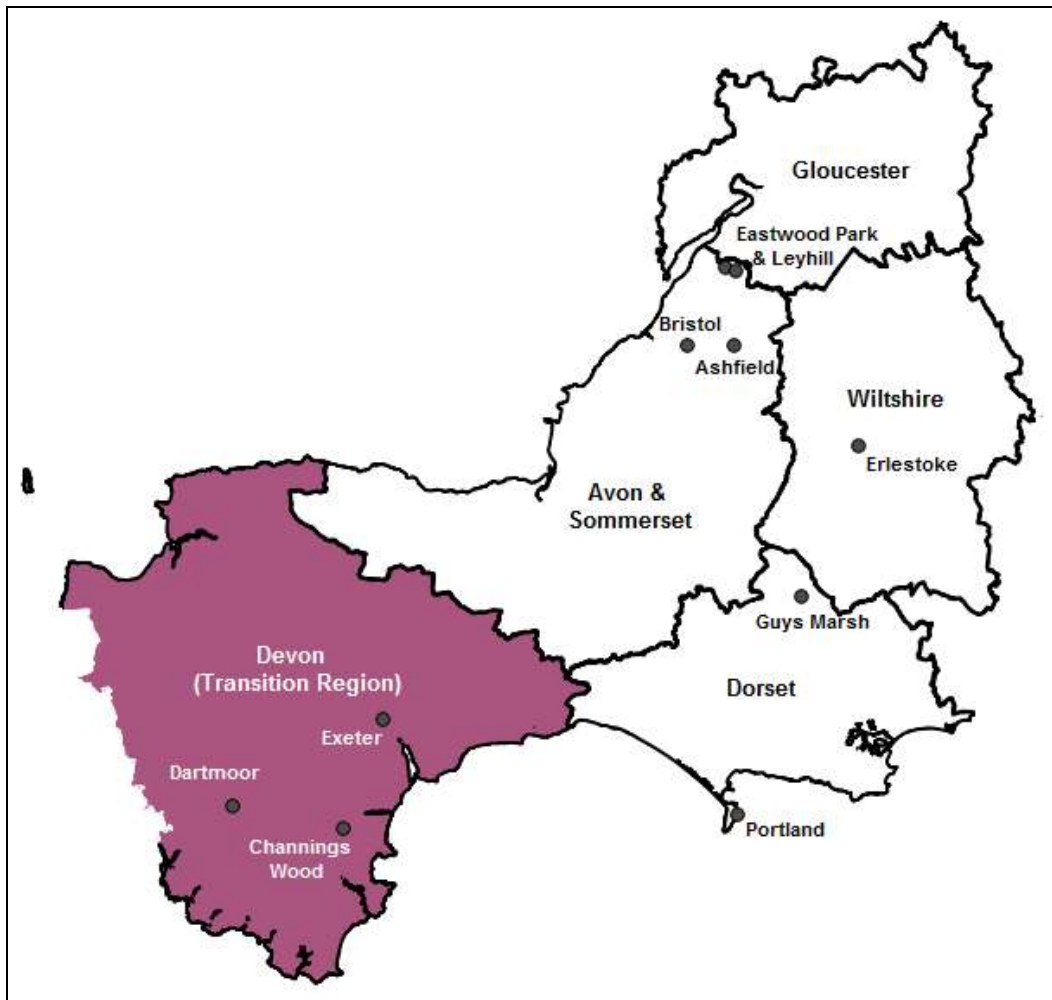 Gloucester
Eastwood Park
& Leyhill
Bristol
Ashfield
Wiltshire
Erlestoke
Avon &
Sommerset
Guys Marsh
Devon
(Transition Region)
Dorset
Exeter
Dartmoor
Channings
Wood
Portland